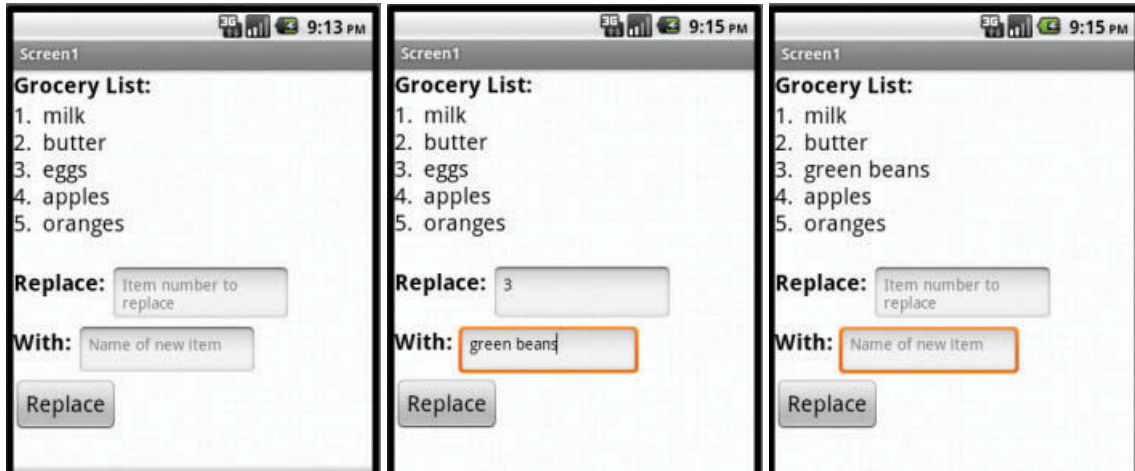 3G 9:13 PM
Screen1
Grocery List:
1. milk
2. butter
3. eggs
4. apples
5. oranges
Replace: Item number to
replace
With: Name of new item
Replace
3G 9:15 PM
Screen1
Grocery List:
1. milk
2. butter
3. eggs
4. apples
5. oranges
Replace: 3
With: green beans
Replace
3G 9:15 PM
Screen1
Grocery List:
1. milk
2. butter
3. green beans
4. apples
5. oranges
Replace: Item number to
replace
With: Name of new item
Replace